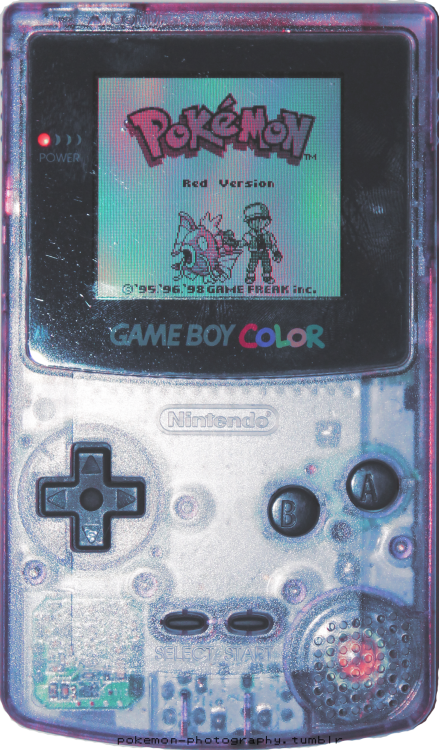 POKéMON
TM
Red Version
©'95,'96,'98 GAME FREAK inc.
POWER
GAME BOY COLOR
Nintendo
B
A
SELECT START
pokemon-photography.tumblr